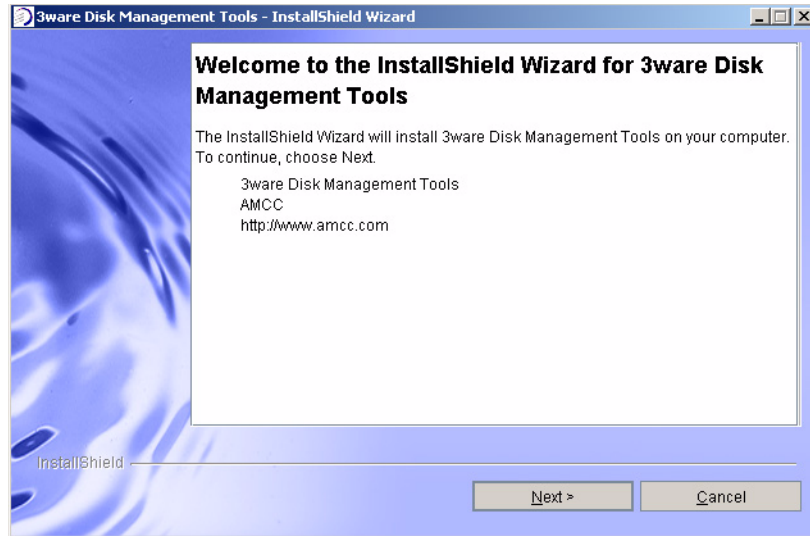 3ware Disk Management Tools - InstallShield Wizard
Welcome to the InstallShield Wizard for 3ware Disk
Management Tools
The InstallShield Wizard will install 3ware Disk Management Tools on your computer.
To continue, choose Next.
3ware Disk Management Tools
AMCC
http://www.amcc.com
InstallShield
Next >
Cancel